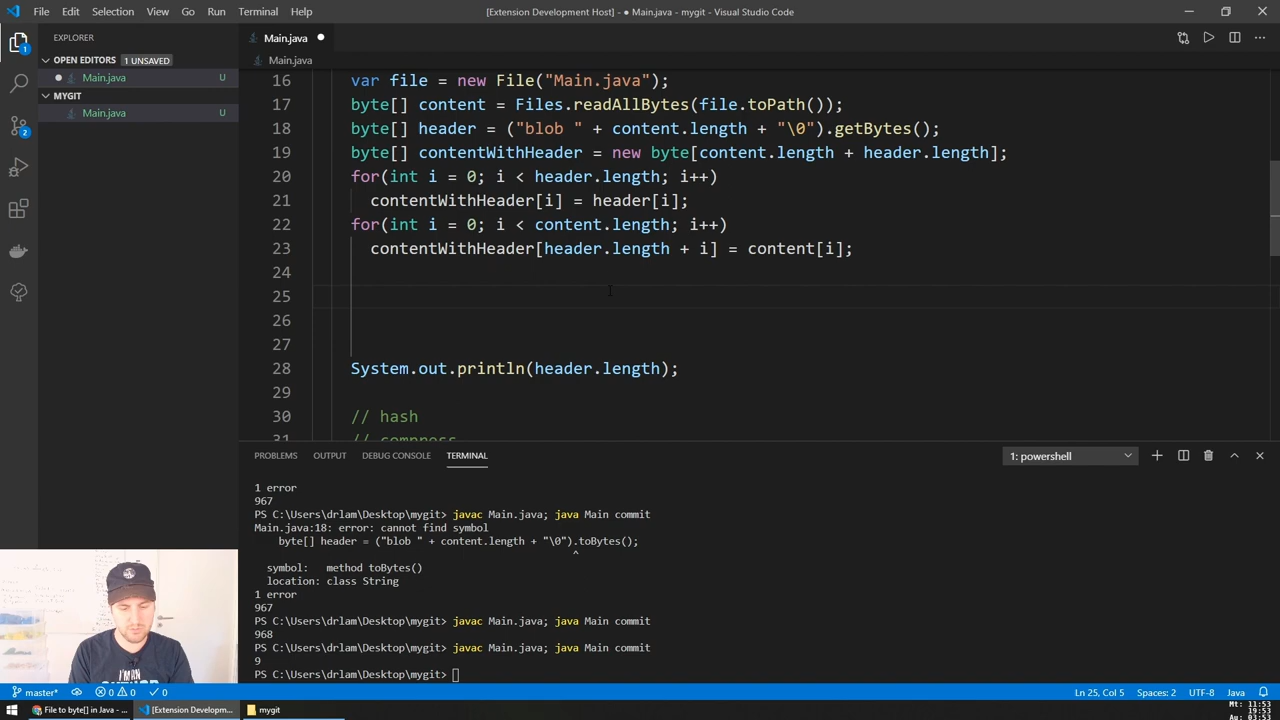 File Edit Selection View Go Run Terminal Help
[Extension Development Host] - ● Main.java - mygit - Visual Studio Code
EXPLORER
OPEN EDITORS 1 UNSAVED
● Main.java U
MYGIT
Main.java U
1
2
Main.java ●
Main.java
16 var file = new File("Main.java");
17 byte[] content = Files.readAllBytes(file.toPath());
18 byte[] header = ("blob " + content.length + "\0").getBytes();
19 byte[] contentWithHeader = new byte[content.length + header.length];
20 for(int i = 0; i < header.length; i++)
21 contentWithHeader[i] = header[i];
22 for(int i = 0; i < content.length; i++)
23 contentWithHeader[header.length + i] = content[i];
24
25
26
27
28 System.out.println(header.length);
29
30 // hash
31 // compress
PROBLEMS OUTPUT DEBUG CONSOLE TERMINAL
1: powershell
1 error
967
PS C:\Users\drlam\Desktop\mygit> javac Main.java; java Main commit
Main.java:18: error: cannot find symbol
byte[] header = ("blob " + content.length + "\0").toBytes();
^
symbol: method toBytes()
location: class String
1 error
967
PS C:\Users\drlam\Desktop\mygit> javac Main.java; java Main commit
968
PS C:\Users\drlam\Desktop\mygit> javac Main.java; java Main commit
9
PS C:\Users\drlam\Desktop\mygit>
master* 0 0 0 Ln 25, Col 5 Spaces: 2 UTF-8 Java
File to byte[] in Java - ... [Extension Developm... mygit
Mt: 11:53
19:53